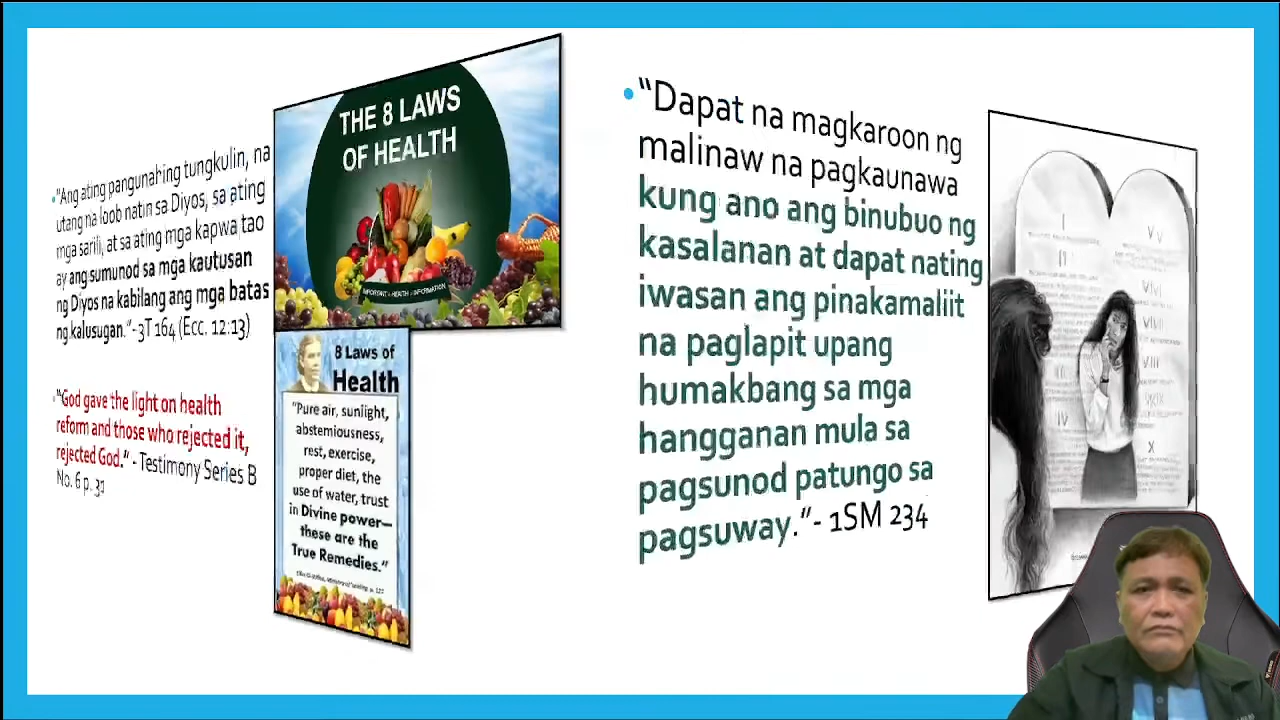 "Ang ating pangunahing tungkulin, na
utang na loob natin sa Diyos, sa ating
mga sarili, at sa ating mga kapwa tao
ay ang sumunod sa mga kautusan
ng Diyos na kabilang ang mga batas
ng kalusugan."-3T 164 (Ecc. 12:13)
"God gave the light on health
reform and those who rejected it,
rejected God." - Testimony Series B
No. 6 p. 31
THE 8 LAWS
OF HEALTH
IMPORTANT HEALTH INFORMATION
8 Laws of
Health
"Pure air, sunlight,
abstemiousness,
rest, exercise,
proper diet, the
use of water, trust
in Divine power—
these are the
True Remedies."
"Dapat na magkaroon ng
malinaw na pagkaunawa
kung ano ang binubuo ng
kasalanan at dapat nating
iwasan ang pinakamaliit
na paglapit upang
humakbang sa mga
hangganan mula sa
pagsunod patungo sa
pagsuway."- 1SM 234
I
II
IV
VIII
X